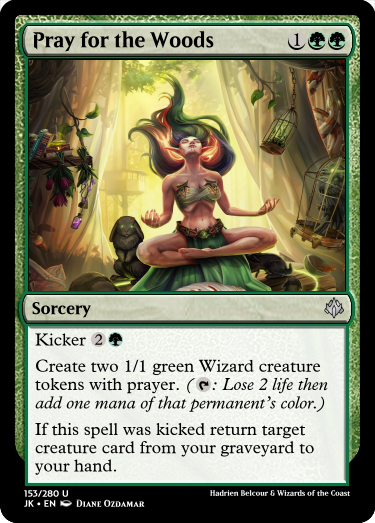 Pray for the Woods 1
Sorcery
Kicker 2
Create two 1/1 green Wizard creature
tokens with prayer. ( : Lose 2 life then
add one mana of that permanent's color.)
If this spell was kicked return target
creature card from your graveyard to
your hand.
153/280 U
JK • EN Diane Ozdamar
Hadrien Belcour & Wizards of the Coast